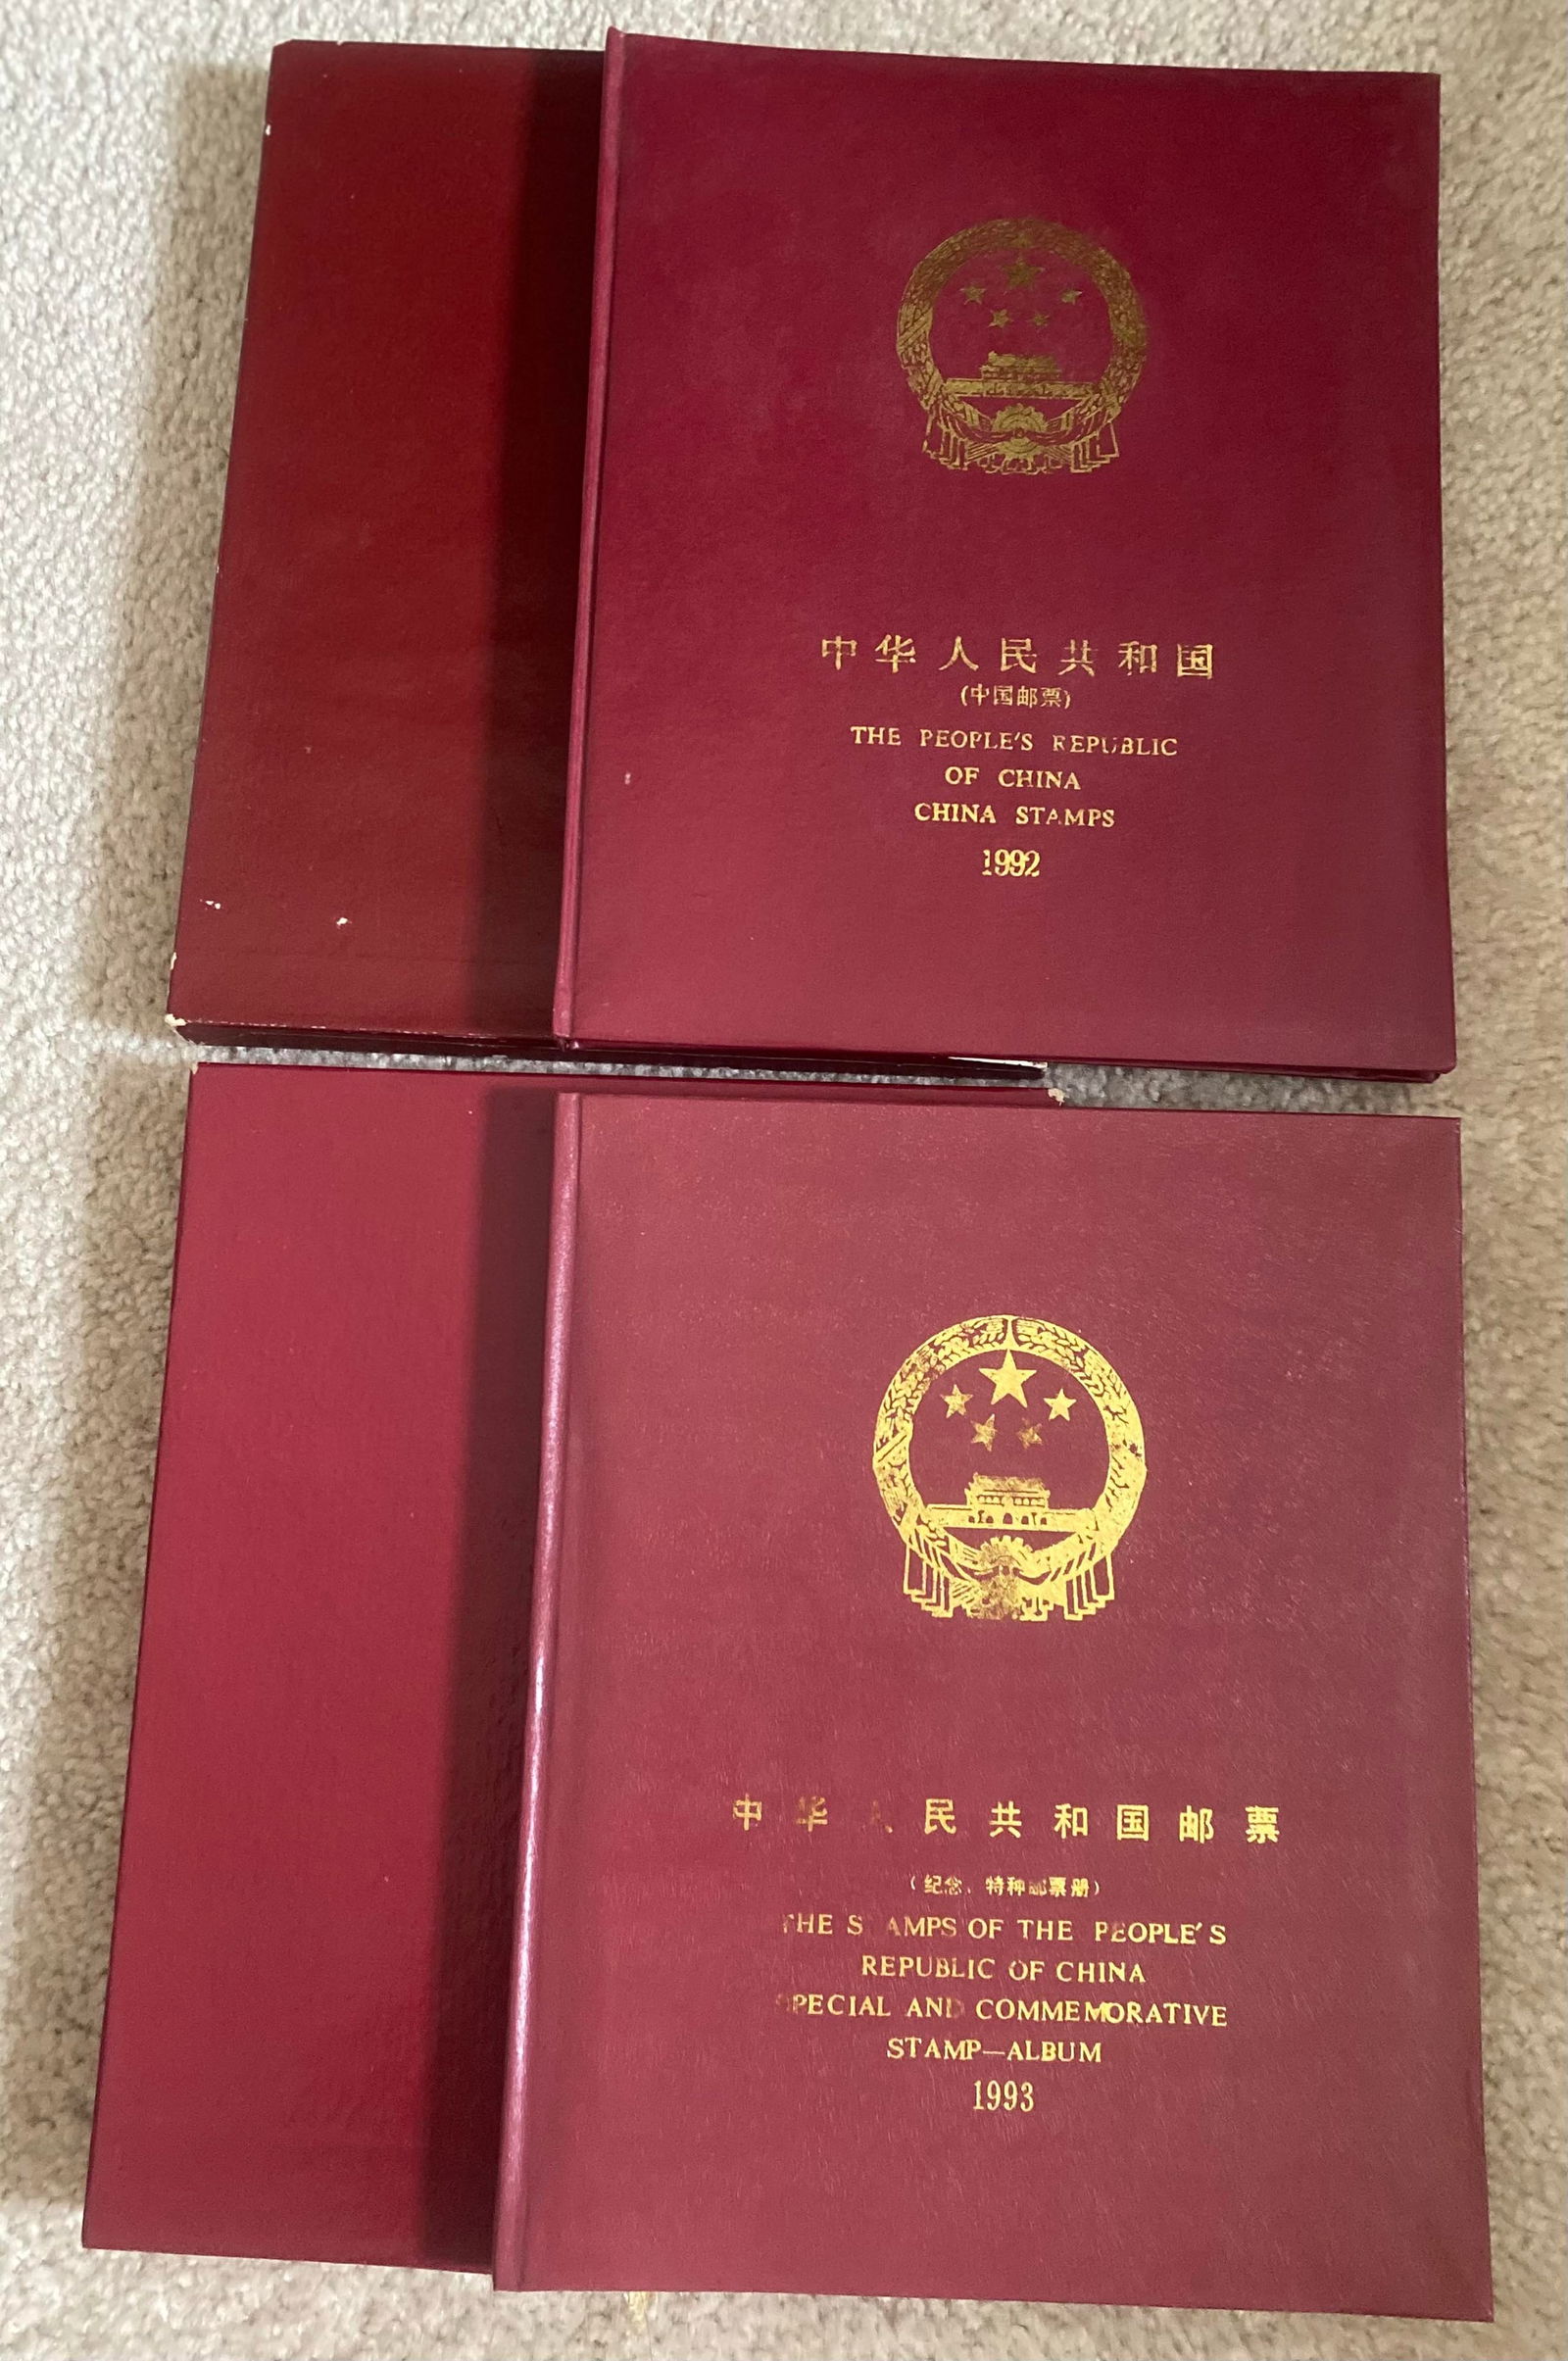 中华人民共和国
(中国邮票)
THE PEOPLE'S REPUBLIC
OF CHINA
CHINA STAMPS
1992
中华人民共和国邮票
(纪念、特种邮票册)
THE STAMPS OF THE PEOPLE'S
REPUBLIC OF CHINA
SPECIAL AND COMMEMORATIVE
STAMP—ALBUM
1993